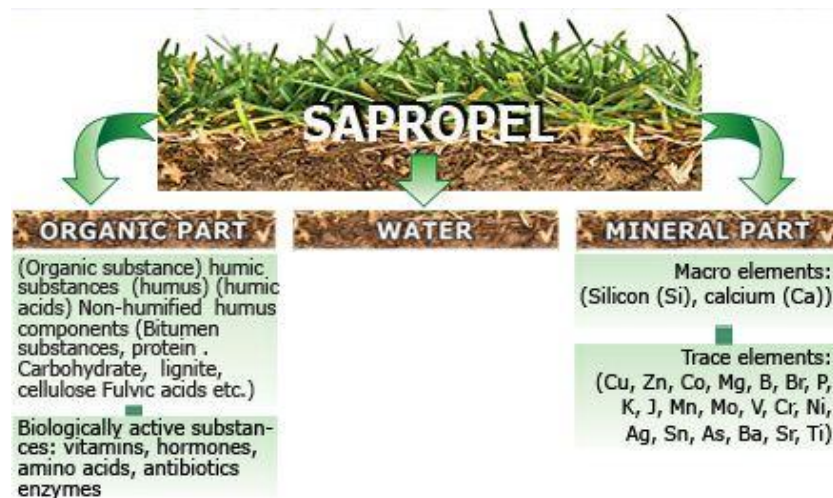 SAPROPEL
ORGANIC PART
(Organic substance) humic
substances (humus) (humic
acids) Non-humified humus
components (Bitumen
substances, protein .
Carbohydrate, lignite,
cellulose Fulvic acids etc.)
Biologically active substan-
ces: vitamins, hormones,
amino acids, antibiotics
enzymes
WATER
MINERAL PART
Macro elements:
(Silicon (Si), calcium (Ca))
Trace elements:
(Cu, Zn, Co, Mg, B, Br, P,
K, J, Mn, Mo, V, Cr, Ni,
Ag, Sn, As, Ba, Sr, Ti)